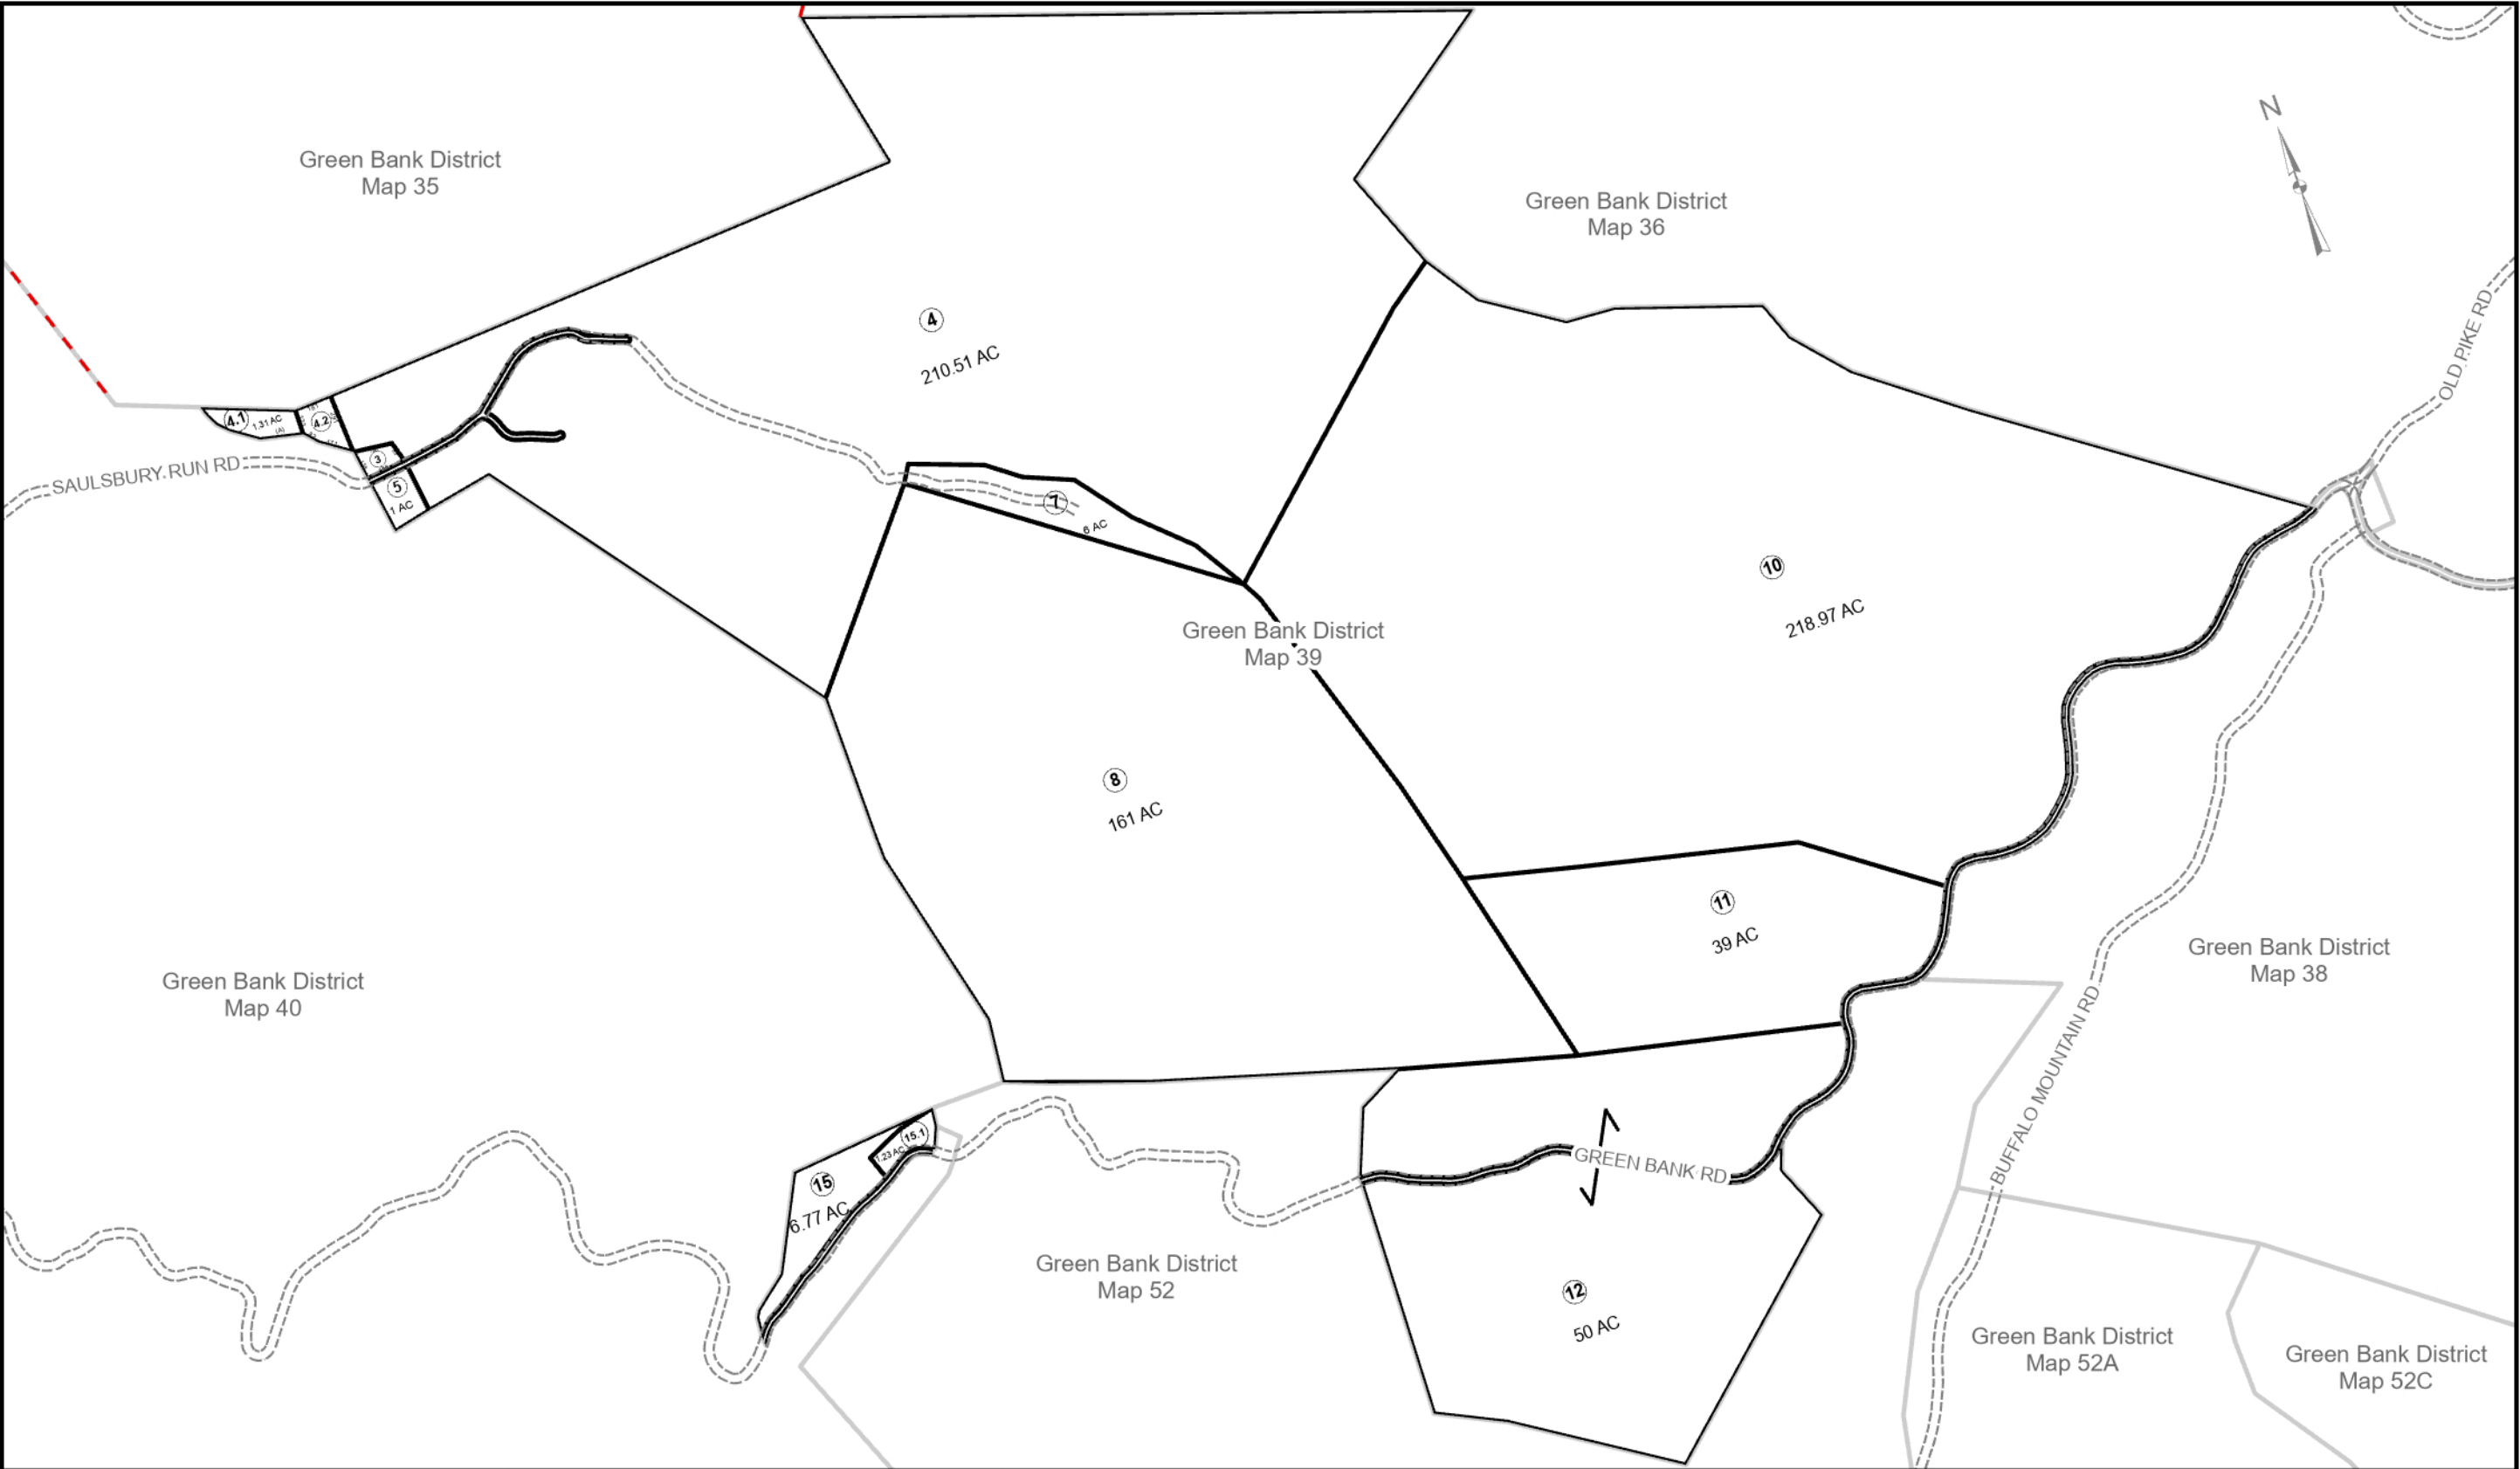 N
Green Bank District
Map 35
Green Bank District
Map 36
OLD PIKE RD
4
210.51 AC
4.1
1.31 AC
(A)
4.2
3
SAULSBURY RUN RD
5
1 AC
7
6 AC
10
218.97 AC
Green Bank District
Map 39
8
161 AC
11
39 AC
Green Bank District
Map 38
Green Bank District
Map 40
BUFFALO MOUNTAIN RD
15.1
15
6.77 AC
GREEN BANK RD
Green Bank District
Map 52
12
50 AC
Green Bank District
Map 52A
Green Bank District
Map 52C